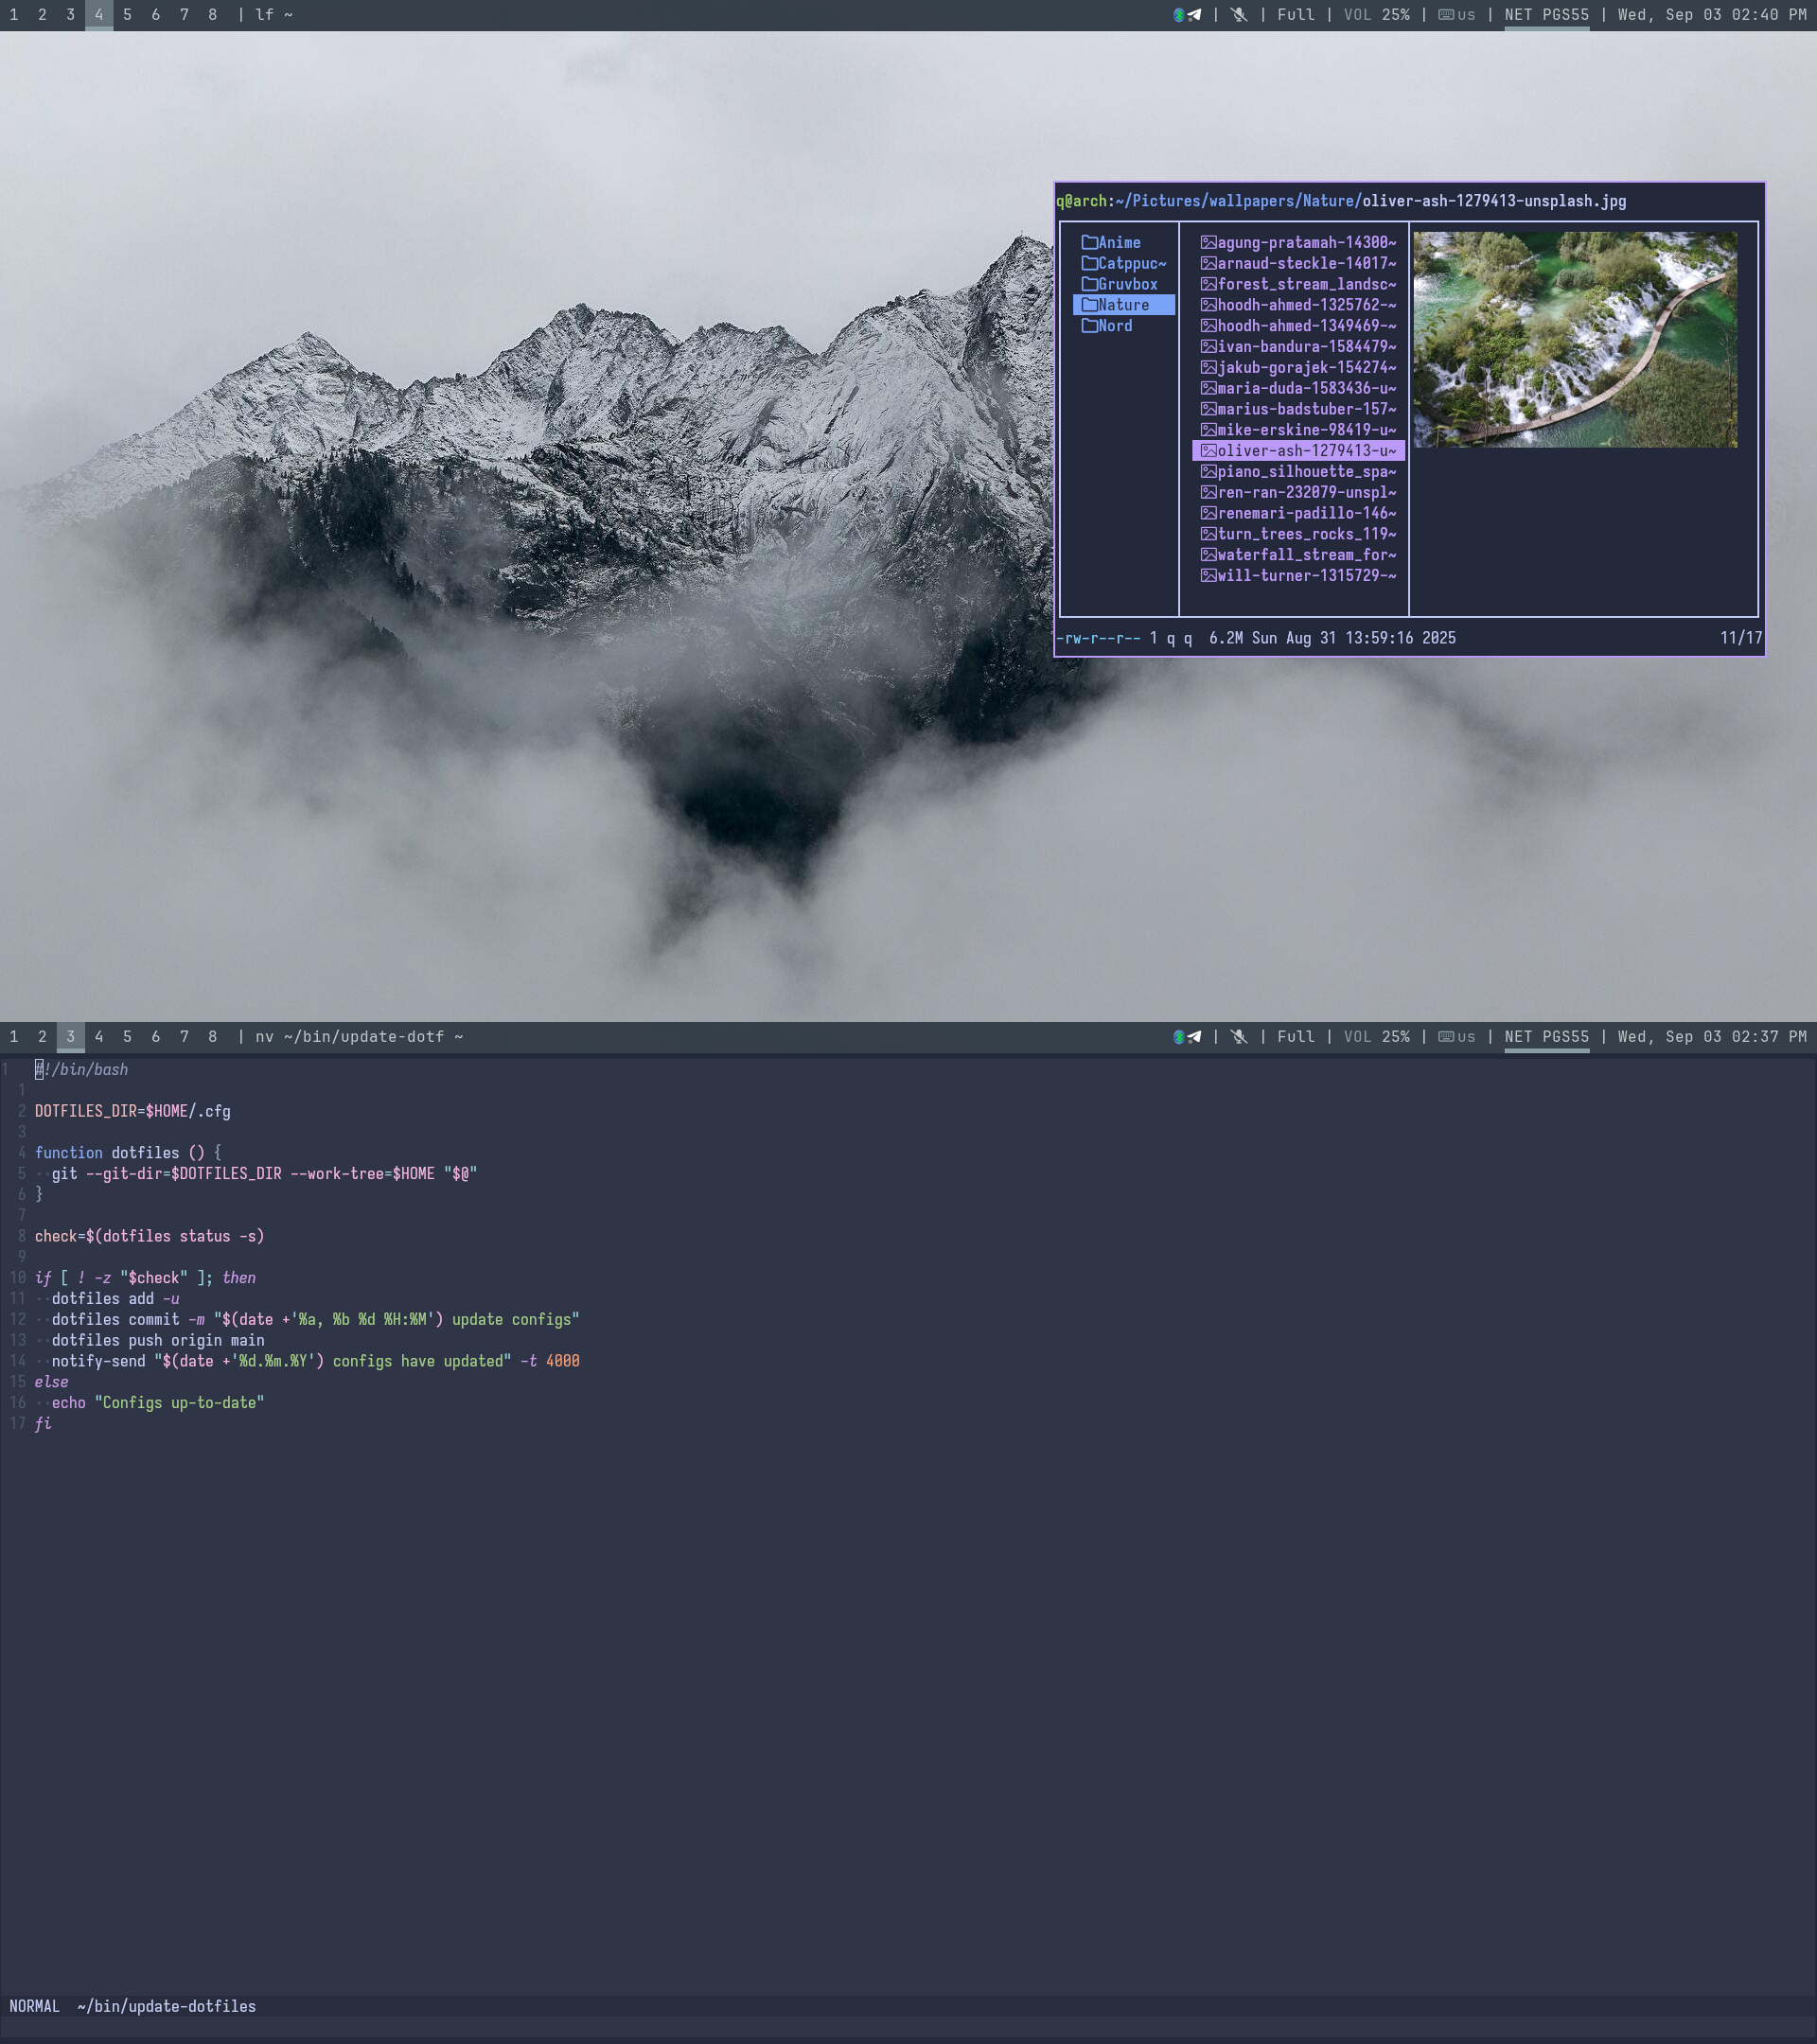 1 2 3 4 5 6 7 8 | lf ~ | | Full | VOL 25% | us | NET PGS55 | Wed, Sep 03 02:40 PM
q@arch:~/Pictures/wallpapers/Nature/oliver-ash-1279413-unsplash.jpg
Anime
Catppuc~
Gruvbox
Nature
Nord
agung-pratamah-14300~
arnaud-steckle-14017~
forest_stream_landsc~
hoodh-ahmed-1325762-~
hoodh-ahmed-1349469-~
ivan-bandura-1584479~
jakub-gorajek-154274~
maria-duda-1583436-u~
marius-badstuber-157~
mike-erskine-98419-u~
oliver-ash-1279413-u~
piano_silhouette_spa~
ren-ran-232079-unspl~
renemari-padillo-146~
turn_trees_rocks_119~
waterfall_stream_for~
will-turner-1315729-~
-rw-r--r-- 1 q q  6.2M Sun Aug 31 13:59:16 2025 11/17
1 2 3 4 5 6 7 8 | nv ~/bin/update-dotf ~ | | Full | VOL 25% | us | NET PGS55 | Wed, Sep 03 02:37 PM
1 #!/bin/bash
1
2 DOTFILES_DIR=$HOME/.cfg
3
4 function dotfiles () {
5 ··git --git-dir=$DOTFILES_DIR --work-tree=$HOME "$@"
6 }
7
8 check=$(dotfiles status -s)
9
10 if [ ! -z "$check" ]; then
11 ··dotfiles add -u
12 ··dotfiles commit -m "$(date +'%a, %b %d %H:%M') update configs"
13 ··dotfiles push origin main
14 ··notify-send "$(date +'%d.%m.%Y') configs have updated" -t 4000
15 else
16 ··echo "Configs up-to-date"
17 fi
NORMAL  ~/bin/update-dotfiles